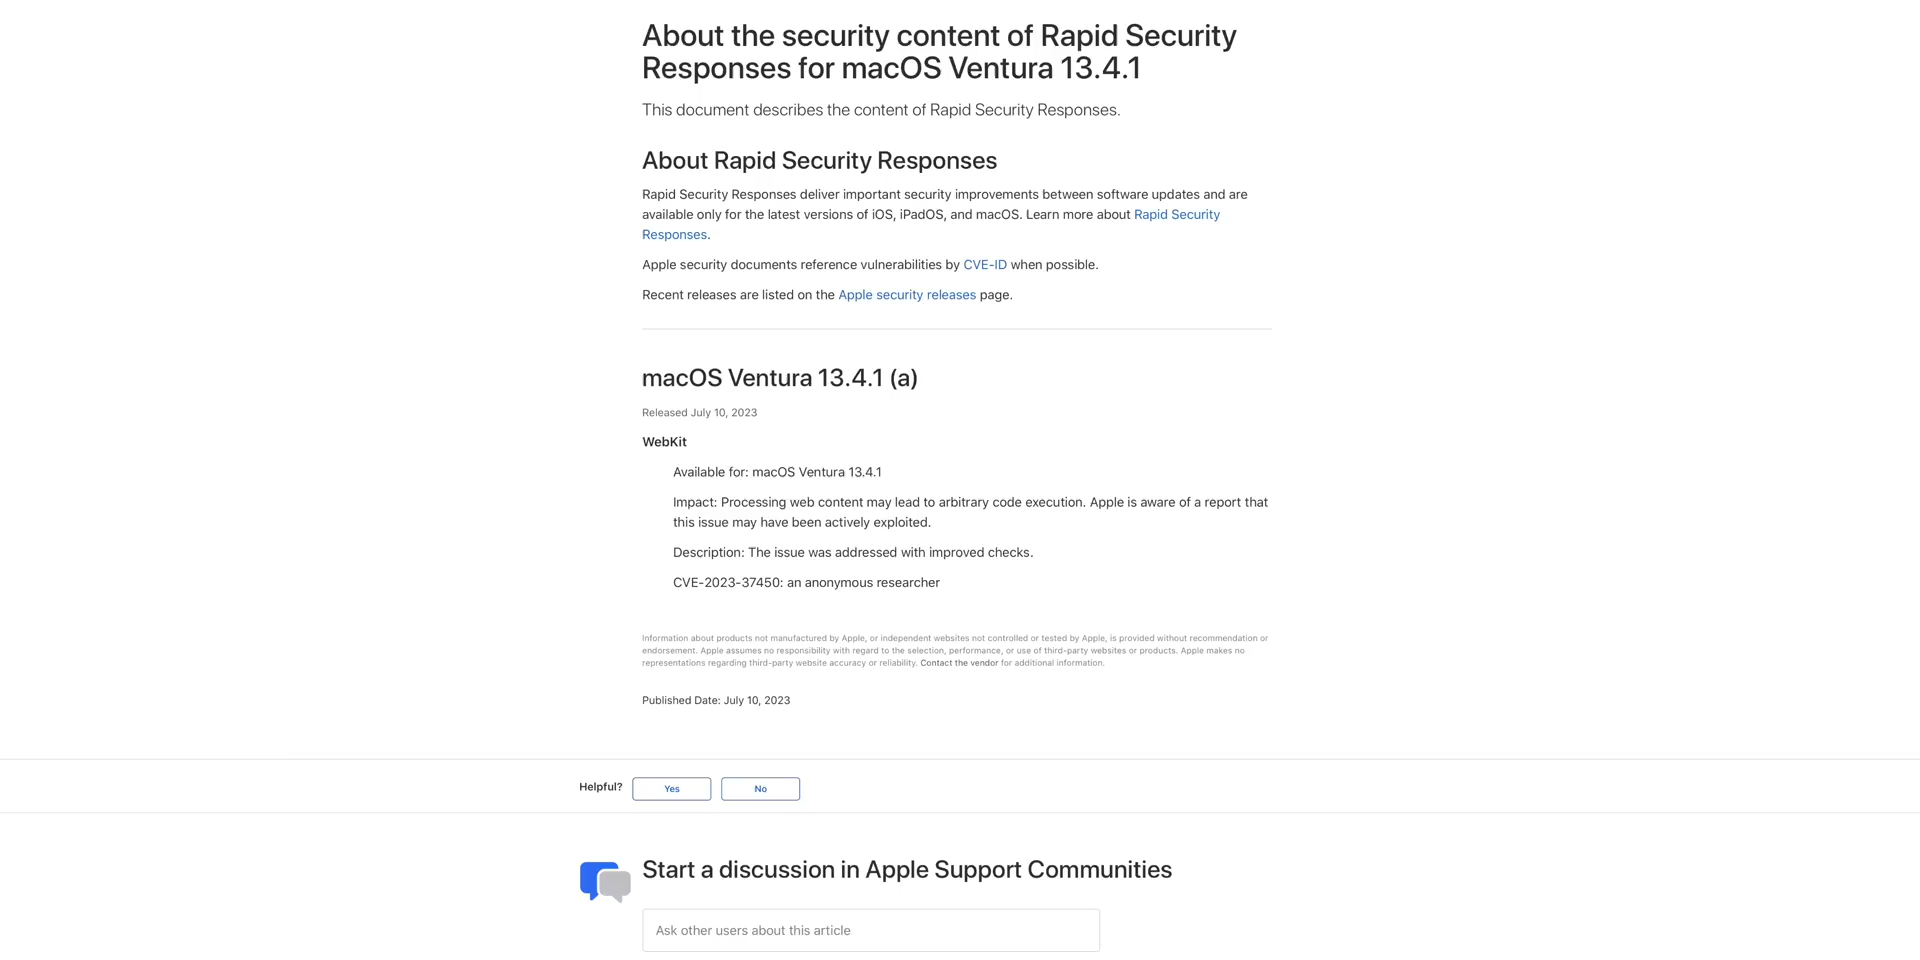 About the security content of Rapid Security
Responses for macOS Ventura 13.4.1
This document describes the content of Rapid Security Responses.
About Rapid Security Responses
Rapid Security Responses deliver important security improvements between software updates and are
available only for the latest versions of iOS, iPadOS, and macOS. Learn more about Rapid Security
Responses.
Apple security documents reference vulnerabilities by CVE-ID when possible.
Recent releases are listed on the Apple security releases page.
macOS Ventura 13.4.1 (a)
Released July 10, 2023
WebKit
Available for: macOS Ventura 13.4.1
Impact: Processing web content may lead to arbitrary code execution. Apple is aware of a report that
this issue may have been actively exploited.
Description: The issue was addressed with improved checks.
CVE-2023-37450: an anonymous researcher
Information about products not manufactured by Apple, or independent websites not controlled or tested by Apple, is provided without recommendation or
endorsement. Apple assumes no responsibility with regard to the selection, performance, or use of third-party websites or products. Apple makes no
representations regarding third-party website accuracy or reliability. Contact the vendor for additional information.
Published Date: July 10, 2023
Helpful? Yes No
Start a discussion in Apple Support Communities
Ask other users about this article